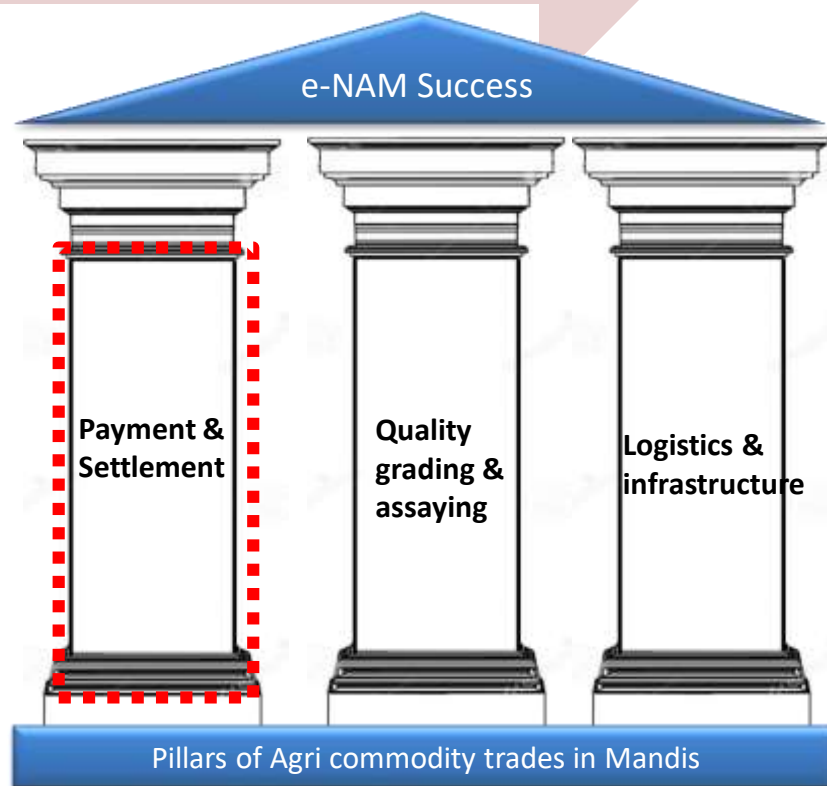 e-NAM Success
Payment &
Settlement
Quality
grading &
assaying
Logistics &
infrastructure
Pillars of Agri commodity trades in Mandis